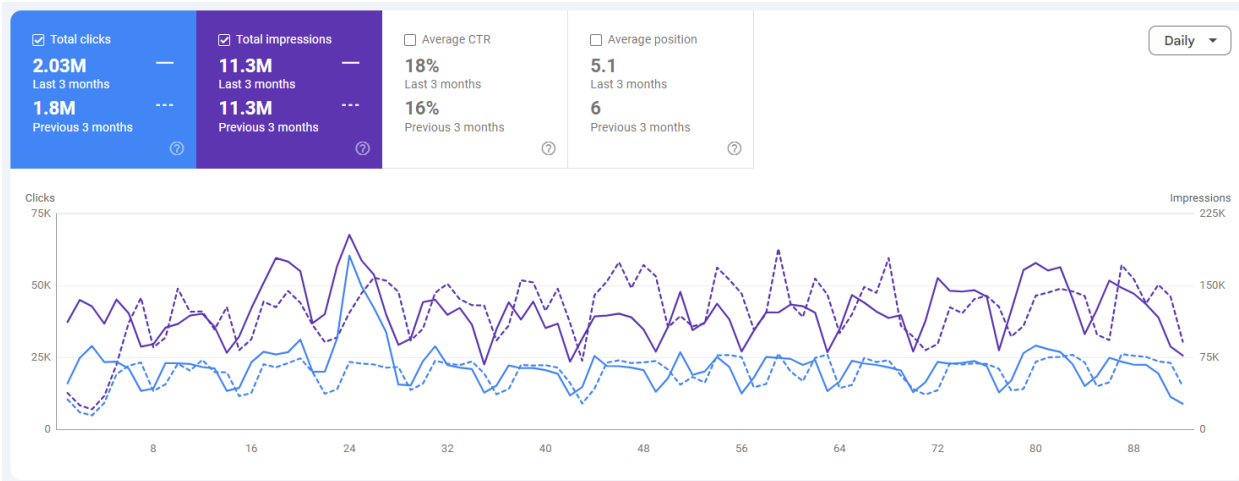 Total clicks
2.03M
Last 3 months
1.8M
Previous 3 months
Total impressions
11.3M
Last 3 months
11.3M
Previous 3 months
Average CTR
18%
Last 3 months
16%
Previous 3 months
Average position
5.1
Last 3 months
6
Previous 3 months
Daily
Clicks
Impressions
75K
225K
50K
150K
25K
75K
0
0
8
16
24
32
40
48
56
64
72
80
88